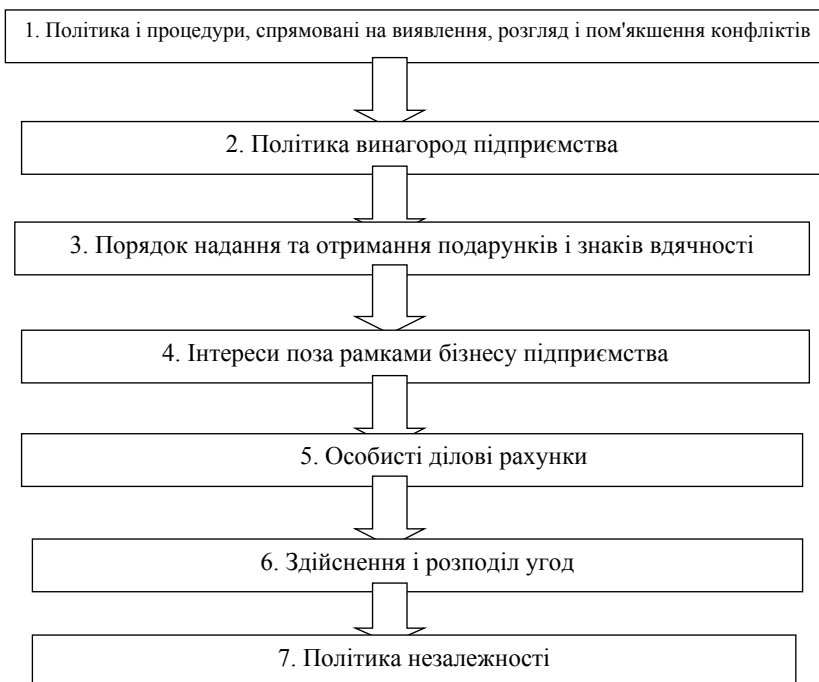 1. Політика і процедури, спрямовані на виявлення, розгляд і пом'якшення конфліктів
2. Політика винагород підприємства
3. Порядок надання та отримання подарунків і знаків вдячності
4. Інтереси поза рамками бізнесу підприємства
5. Особисті ділові рахунки
6. Здійснення і розподіл угод
7. Політика незалежності